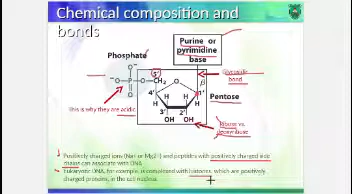 Chemical composition and
bonds
Purine or
pyrimidine
base
Phosphate
Glycosidic
bond
O⁻
⁻O—P—O—CH₂
O
5'
O
β
4'
1'
H H H H
Pentose
3' 2'
OH OH
This is why they are acidic
Ribose vs.
deoxyribose
Positively charged ions (Na+ or Mg2+) and peptides with positively charged side
chains can associate with DNA
Eukaryotic DNA, for example, is complexed with histones, which are positively
charged proteins, in the cell nucleus.